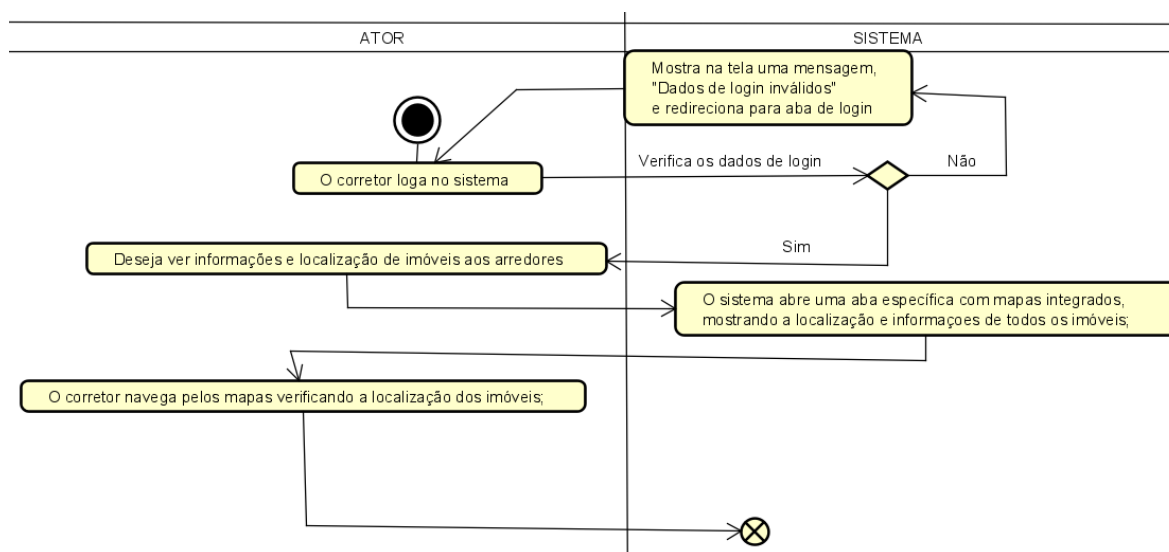 ATOR
SISTEMA
Mostra na tela uma mensagem,
"Dados de login inválidos"
e redireciona para aba de login
O corretor loga no sistema
Verifica os dados de login
Não
Sim
Deseja ver informações e localização de imóveis aos arredores
O sistema abre uma aba específica com mapas integrados,
mostrando a localização e informaçoes de todos os imóveis;
O corretor navega pelos mapas verificando a localização dos imóveis;